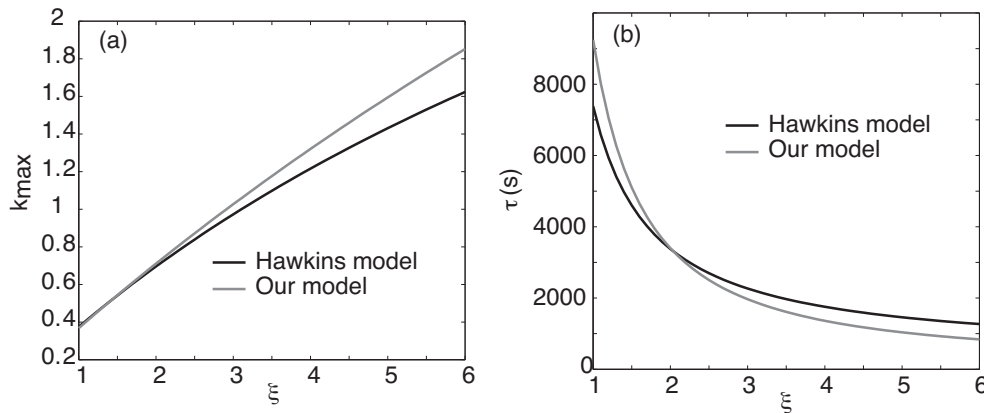 (a)
2
1.8
1.6
1.4
1.2
1
0.8
0.6
0.4
0.2
kmax
Hawkins model
Our model
1 2 3 4 5 6
ξ
(b)
8000
6000
4000
2000
0
τ(s)
Hawkins model
Our model
1 2 3 4 5 6
ξ